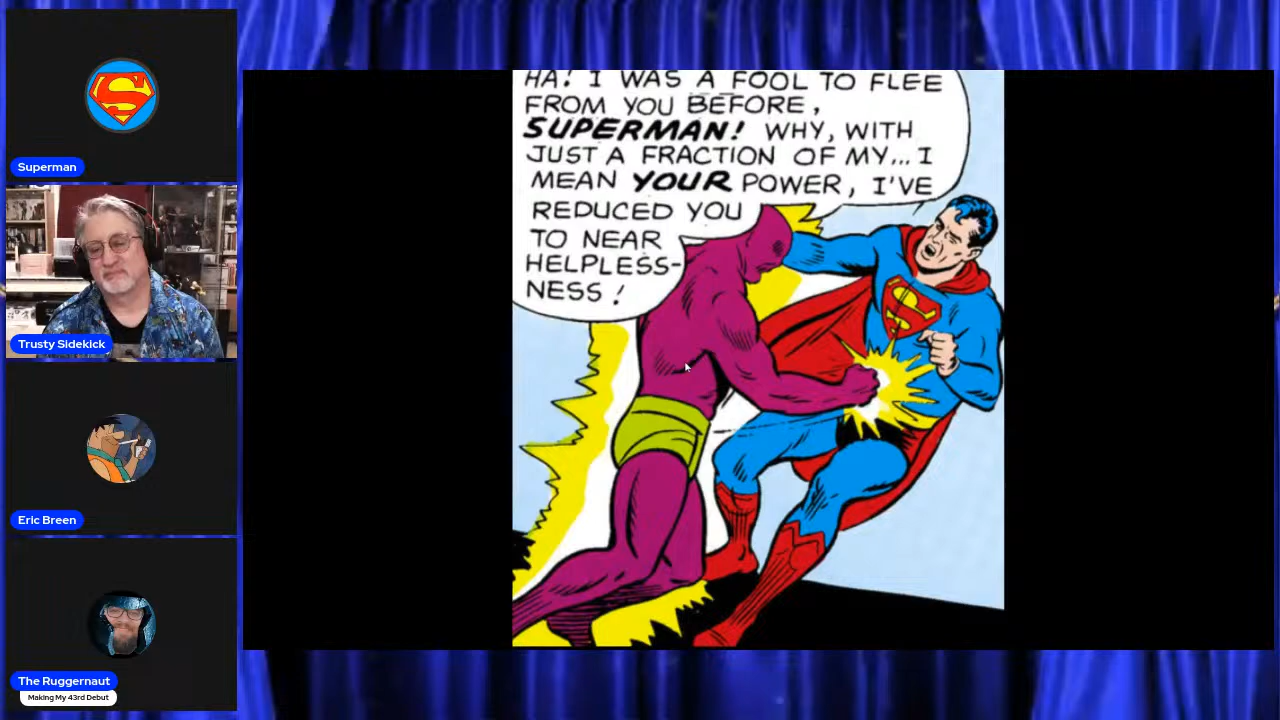 Superman
Trusty Sidekick
Eric Breen
The Ruggernaut
Making My 43rd Debut
HA! I WAS A FOOL TO FLEE
FROM YOU BEFORE,
SUPERMAN! WHY, WITH
JUST A FRACTION OF MY... I
MEAN YOUR POWER, I'VE
REDUCED YOU
TO NEAR
HELPLESS-
NESS!